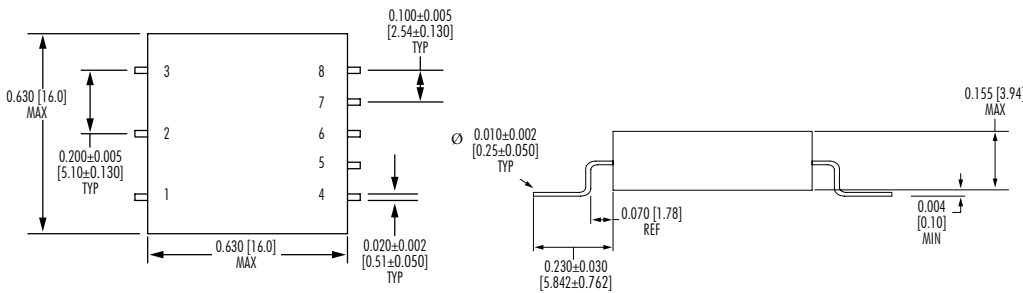 0.100±0.005
[2.54±0.130]
TYP
3
8
0.630 [16.0]
MAX
7
0.155 [3.94]
MAX
2
6
Ø 0.010±0.002
[0.25±0.050]
TYP
0.200±0.005
[5.10±0.130]
TYP
5
1
4
0.070 [1.78]
REF
0.004
[0.10]
MIN
0.630 [16.0]
MAX
0.020±0.002
[0.51±0.050]
TYP
0.230±0.030
[5.842±0.762]